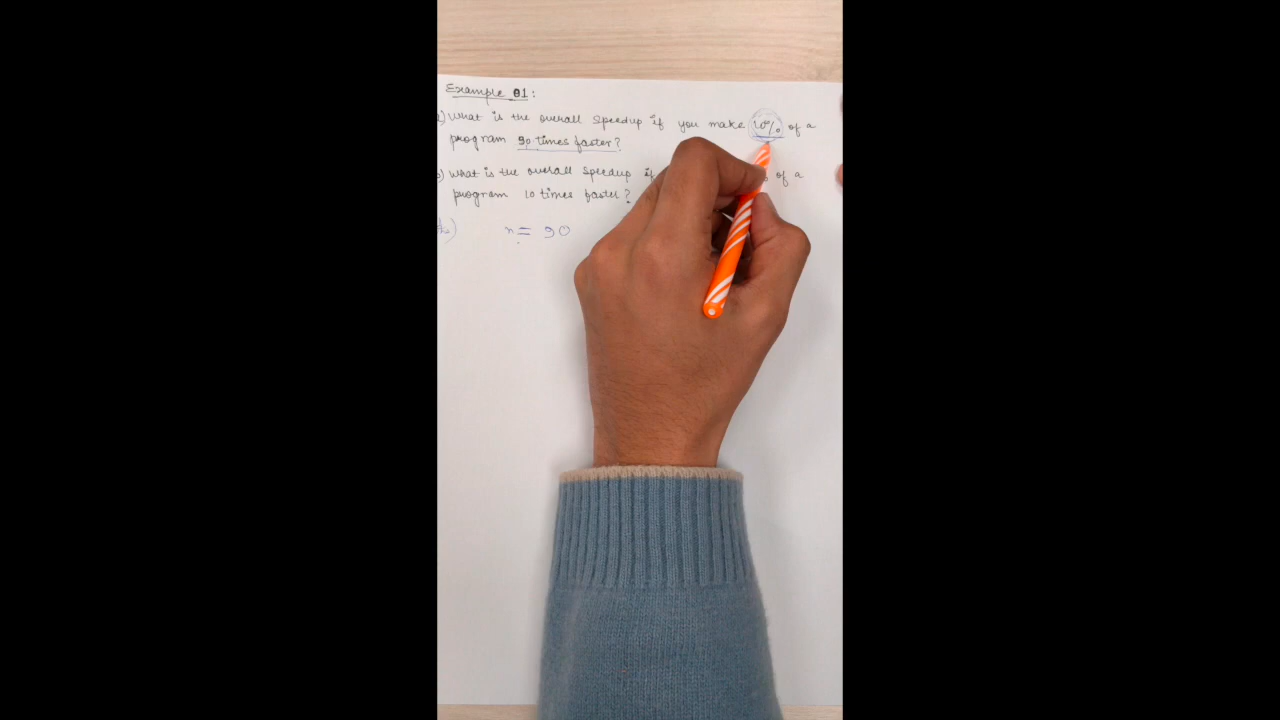 Example 01:
a) What is the overall speedup if you make 10% of a
program 90 times faster?
b) What is the overall speedup if of a
program 10 times faster?
n = 90